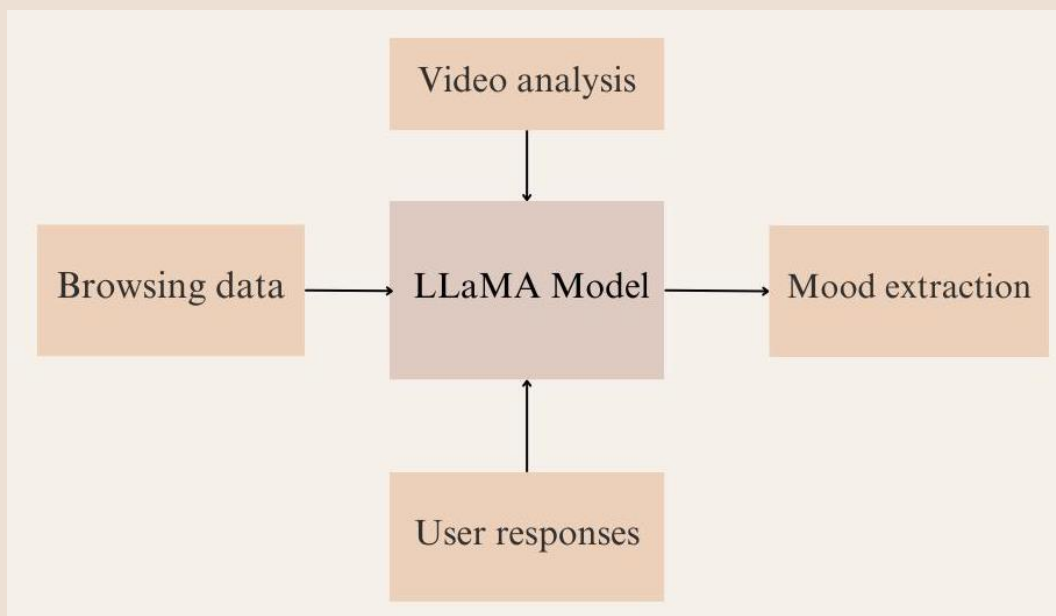 Video analysis
Browsing data
LLaMA Model
Mood extraction
User responses